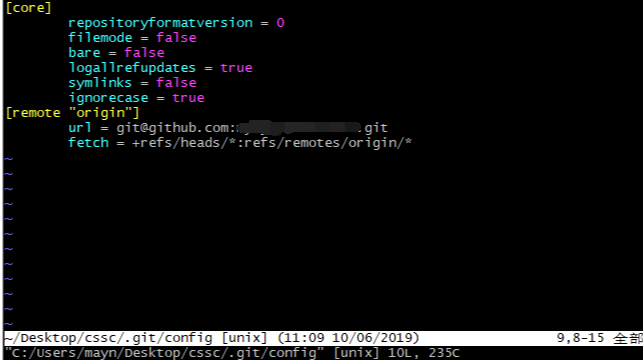 [core]
repositoryformatversion = 0
filemode = false
bare = false
logallrefupdates = true
symlinks = false
ignorecase = true
[remote "origin"]
url = git@github.com: .git
fetch = +refs/heads/*:refs/remotes/origin/*
~
~
~
~
~
~
~
~
~
~
~
~
~/Desktop/cssc/.git/config [unix] (11:09 10/06/2019) 9,8-15 全部
"C:/Users/mayn/Desktop/cssc/.git/config" [unix] 10L, 235C